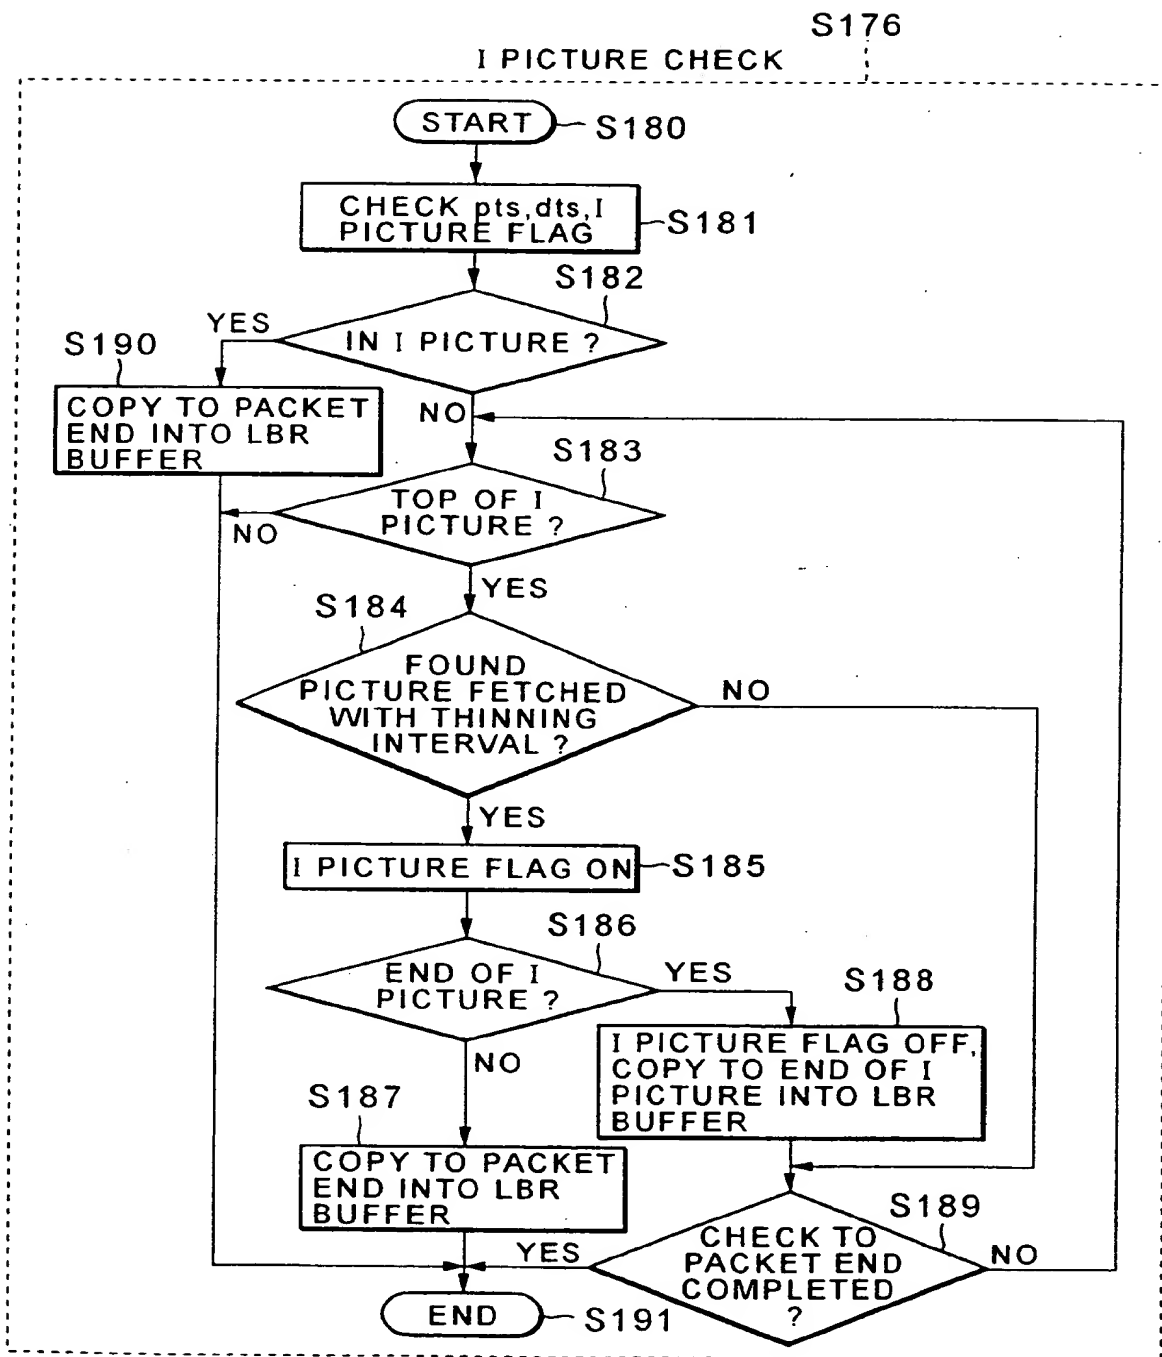 S176
I PICTURE CHECK
START
S180
CHECK pts,dts,I
PICTURE FLAG
S181
S182
IN I PICTURE ?
YES
S190
COPY TO PACKET
END INTO LBR
BUFFER
NO
S183
TOP OF I
PICTURE ?
NO
YES
S184
FOUND
PICTURE FETCHED
WITH THINNING
INTERVAL ?
NO
YES
I PICTURE FLAG ON
S185
S186
END OF I
PICTURE ?
YES
S188
I PICTURE FLAG OFF,
COPY TO END OF I
PICTURE INTO LBR
BUFFER
NO
S187
COPY TO PACKET
END INTO LBR
BUFFER
S189
CHECK TO
PACKET END
COMPLETED
?
YES
NO
END
S191